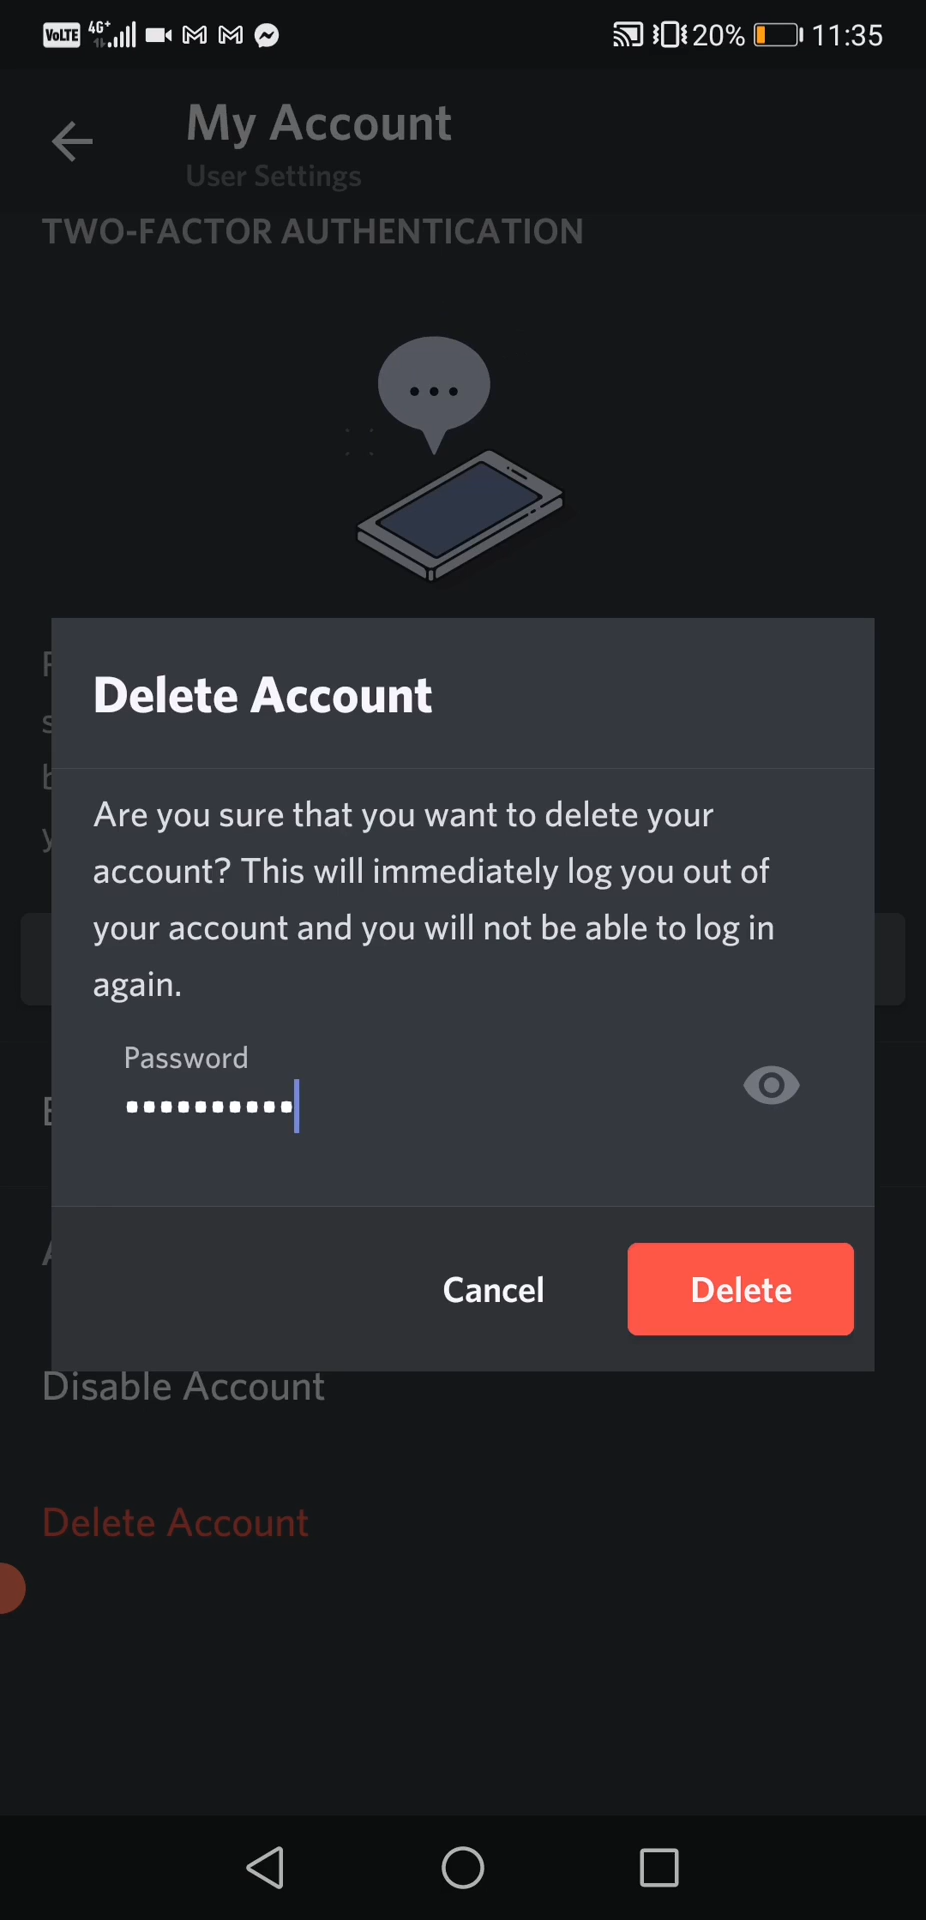 VoLTE 4G+ 20% 11:35
My Account
User Settings
TWO-FACTOR AUTHENTICATION
Delete Account
Are you sure that you want to delete your
account? This will immediately log you out of
your account and you will not be able to log in
again.
Password
••••••••••
Cancel Delete
Disable Account
Delete Account